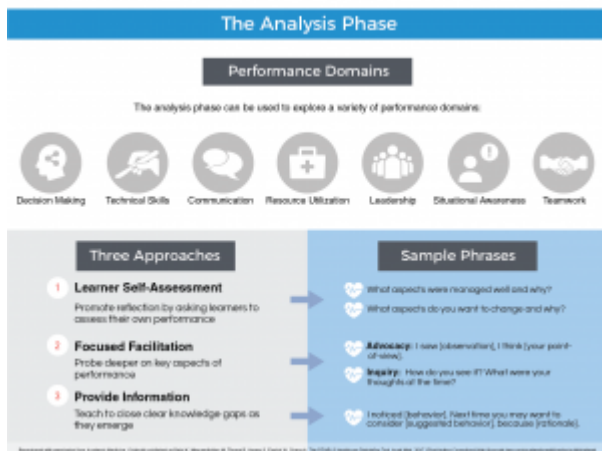 The Analysis Phase
Performance Domains
The analysis phase can be used to explore a variety of performance domains:
Decision Making
Technical Skills
Communication
Resource Utilization
Leadership
Situational Awareness
Teamwork
Three Approaches
1 Learner Self-Assessment
Promote reflection by asking learners to
assess their own performance
2 Focused Facilitation
Probe deeper on key aspects of
performance
3 Provide Information
Teach to close clear knowledge gaps as
they emerge
Sample Phrases
What aspects were managed well and why?
What aspects do you want to change and why?
Advocacy: I saw [observation], I think [your point-
of-view].
Inquiry: How do you see it? What were your
thoughts at the time?
I noticed [behavior]. Next time you may want to
consider [suggested behavior], because [rationale].